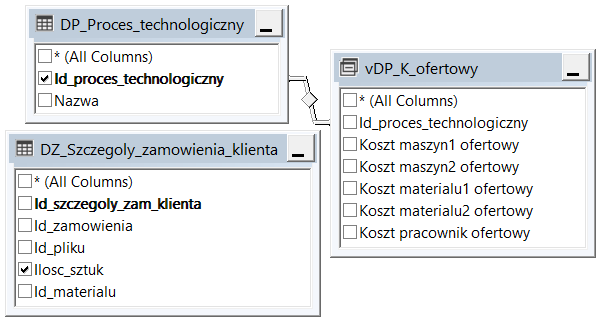 DP_Proces_technologiczny
* (All Columns)
Id_proces_technologiczny
Nazwa
vDP_K_ofertowy
* (All Columns)
Id_proces_technologiczny
Koszt maszyn1 ofertowy
Koszt maszyn2 ofertowy
Koszt materialu1 ofertowy
Koszt materialu2 ofertowy
Koszt pracownik ofertowy
DZ_Szczegoly_zamowienia_klienta
* (All Columns)
Id_szczegoly_zam_klienta
Id_zamowienia
Id_pliku
Ilosc_sztuk
Id_materialu